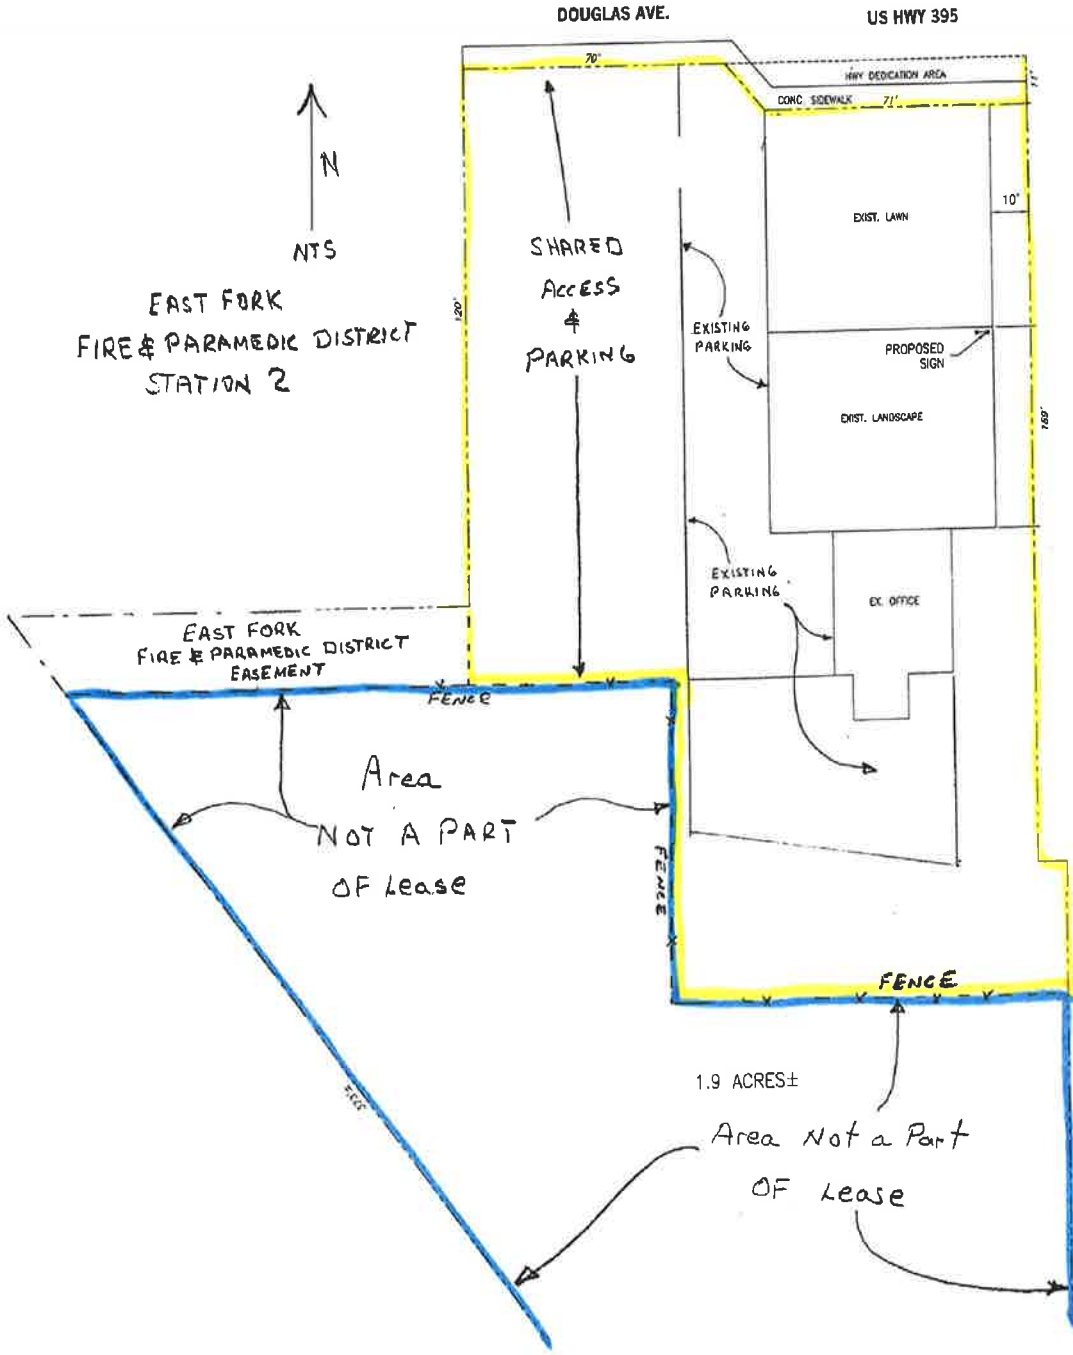 DOUGLAS AVE.
US HWY 395
70'
HWY DEDICATION AREA
11'
CONC SIDEWALK 71'
N
NTS
10'
EXIST. LAWN
SHARED
ACCESS
&
PARKING
EAST FORK
FIRE & PARAMEDIC DISTRICT
STATION 2
120'
EXISTING
PARKING
PROPOSED
SIGN
EXIST. LANDSCAPE
169'
EXISTING
PARKING
EX. OFFICE
EAST FORK
FIRE & PARAMEDIC DISTRICT
EASEMENT
FENCE
Area
NOT A PART
OF Lease
FENCE
FENCE
1.9 ACRES±
Area Not a Part
OF Lease